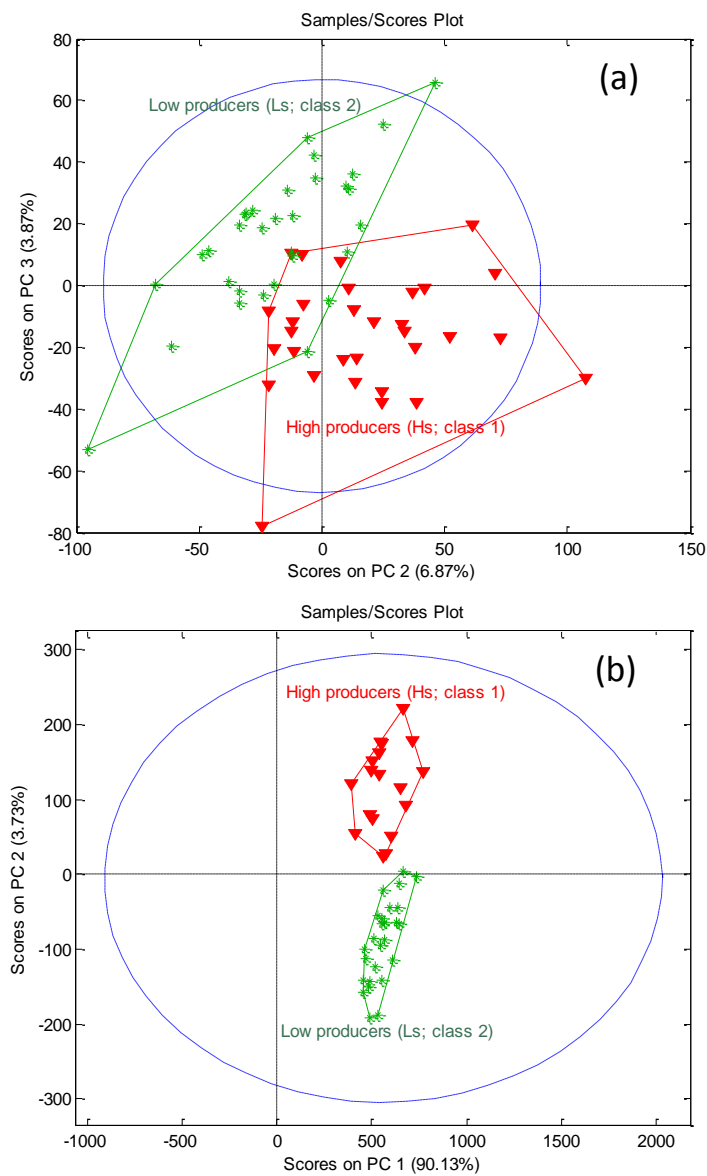 Samples/Scores Plot
(a)
Low producers (Ls; class 2)
High producers (Hs; class 1)
Scores on PC 3 (3.87%)
80
60
40
20
0
-20
-40
-60
-80
-100 -50 0 50 100 150
Scores on PC 2 (6.87%)
Samples/Scores Plot
(b)
High producers (Hs; class 1)
Low producers (Ls; class 2)
Scores on PC 2 (3.73%)
300
200
100
0
-100
-200
-300
-1000 -500 0 500 1000 1500 2000
Scores on PC 1 (90.13%)